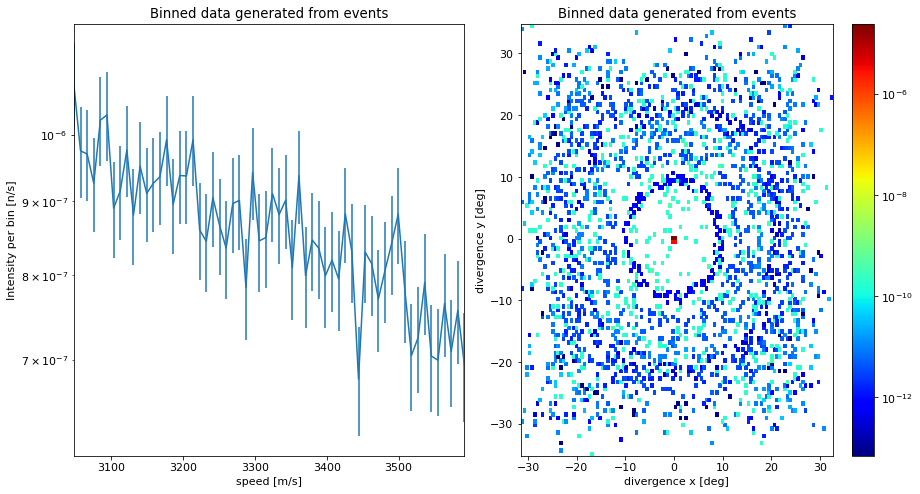 Binned data generated from events
Intensity per bin [n/s]
10⁻⁶
9 × 10⁻⁷
8 × 10⁻⁷
7 × 10⁻⁷
3100 3200 3300 3400 3500
speed [m/s]
Binned data generated from events
divergence y [deg]
30
20
10
0
−10
−20
−30
−30 −20 −10 0 10 20 30
divergence x [deg]
10⁻⁶
10⁻⁸
10⁻¹⁰
10⁻¹²